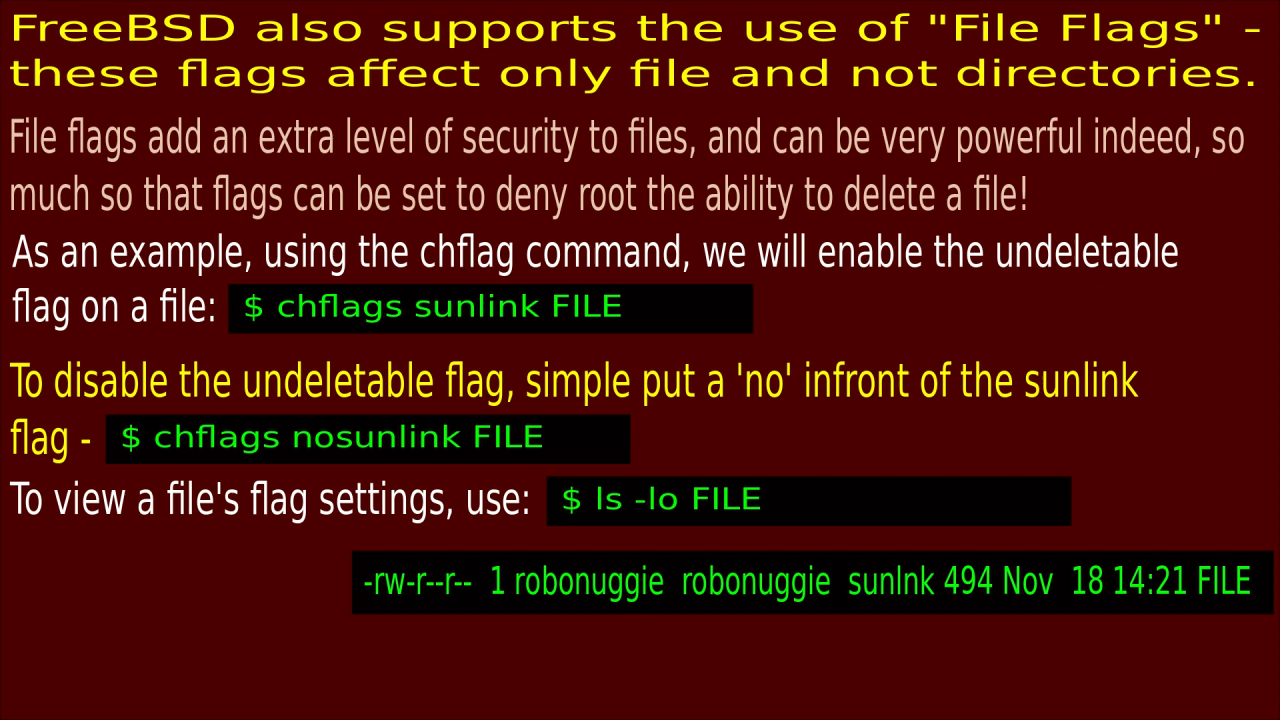 FreeBSD also supports the use of "File Flags" -
these flags affect only file and not directories.
File flags add an extra level of security to files, and can be very powerful indeed, so
much so that flags can be set to deny root the ability to delete a file!
As an example, using the chflag command, we will enable the undeletable
flag on a file: $ chflags sunlink FILE
To disable the undeletable flag, simple put a 'no' infront of the sunlink
flag - $ chflags nosunlink FILE
To view a file's flag settings, use: $ ls -lo FILE
-rw-r--r-- 1 robonuggie robonuggie sunlnk 494 Nov 18 14:21 FILE